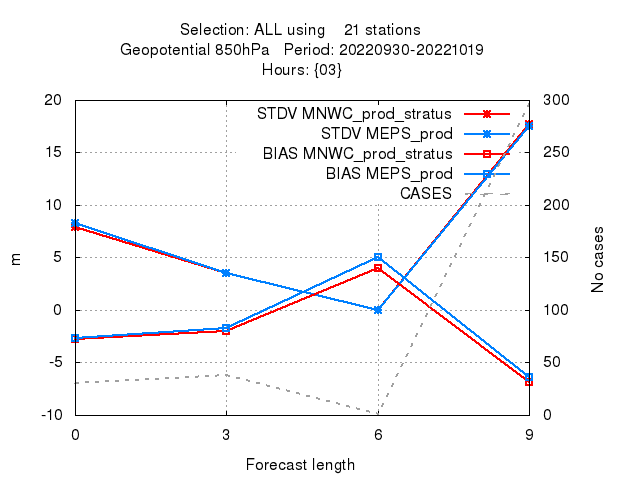 Selection: ALL using    21 stations
Geopotential 850hPa   Period: 20220930-20221019
Hours: {03}
20
15
10
5
0
-5
-10
300
250
200
150
100
50
0
STDV MNWC_prod_stratus
STDV MEPS_prod
BIAS MNWC_prod_stratus
BIAS MEPS_prod
CASES
m
No cases
0
3
6
9
Forecast length